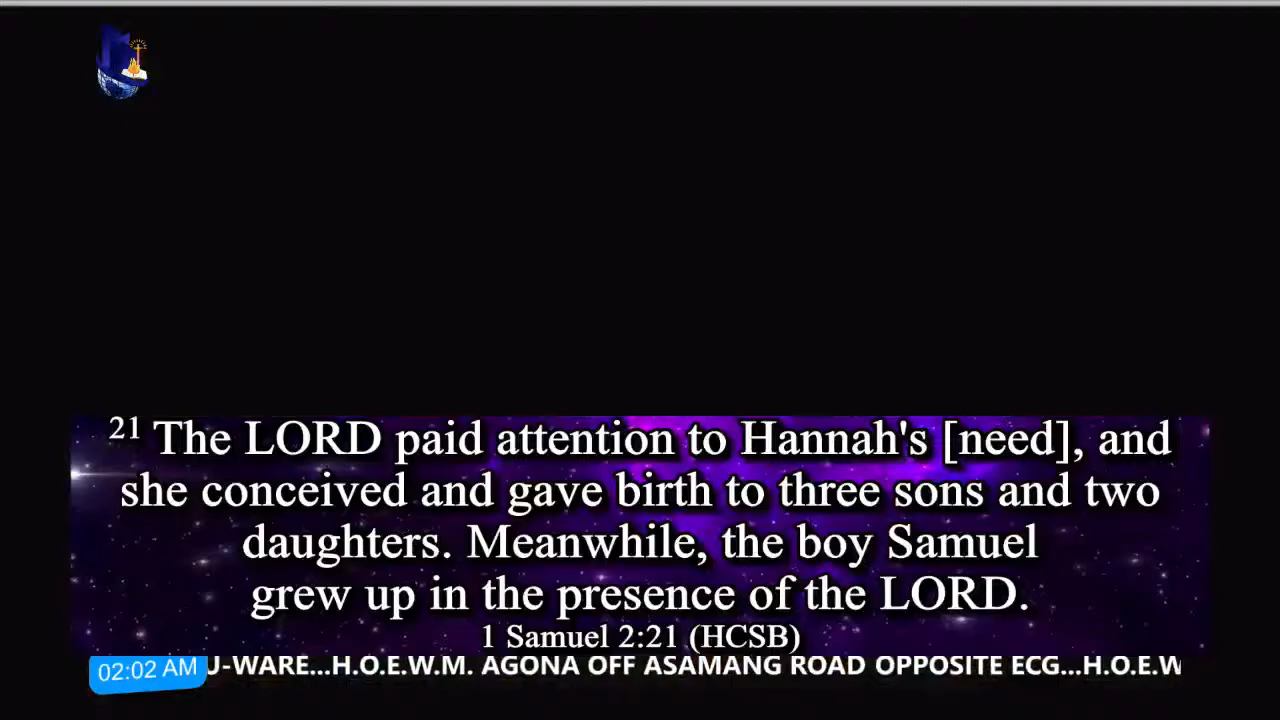 21 The LORD paid attention to Hannah's [need], and
she conceived and gave birth to three sons and two
daughters. Meanwhile, the boy Samuel
grew up in the presence of the LORD.
1 Samuel 2:21 (HCSB)
02:02 AM U-WARE...H.O.E.W.M. AGONA OFF ASAMANG ROAD OPPOSITE ECG...H.O.E.W